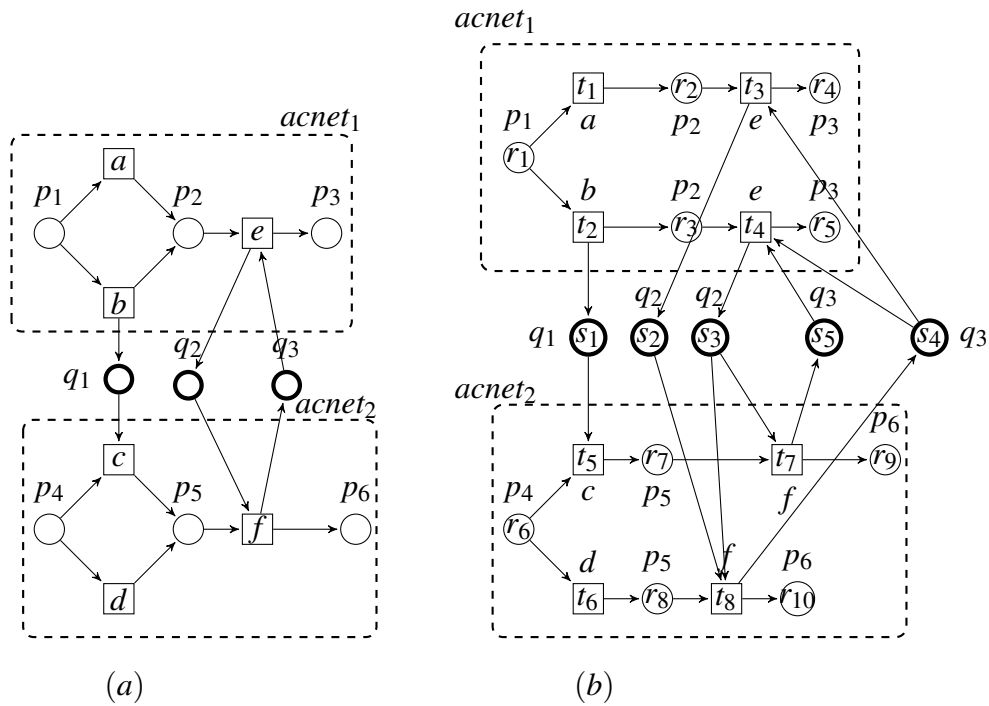 acnet1
acnet1
t1
r2
t3
r4
p1
a
p2
e
p3
r1
a
b
p2
e
p3
p1
p2
p3
t2
r3
t4
r5
e
b
q2
q2
q3
q1
s1
s2
s3
s5
s4
q3
q2
q3
q1
acnet2
acnet2
p6
c
t5
r7
t7
r9
p4
p5
p6
p4
c
p5
f
f
r6
d
p5
f
p6
d
t6
r8
t8
r10
(a)
(b)